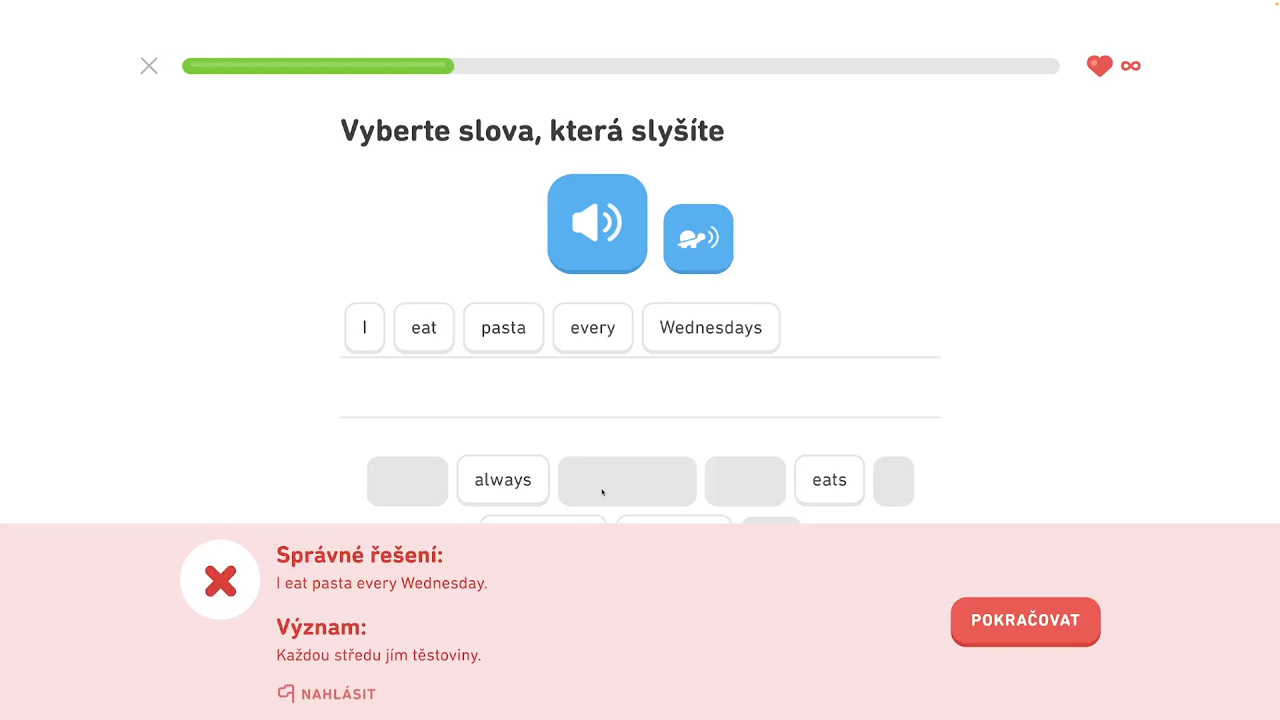 Vyberte slova, která slyšíte
I eat pasta every Wednesdays
always eats
Správné řešení:
I eat pasta every Wednesday.
Význam:
Každou středu jím těstoviny.
NAHLÁSIT
POKRAČOVAT